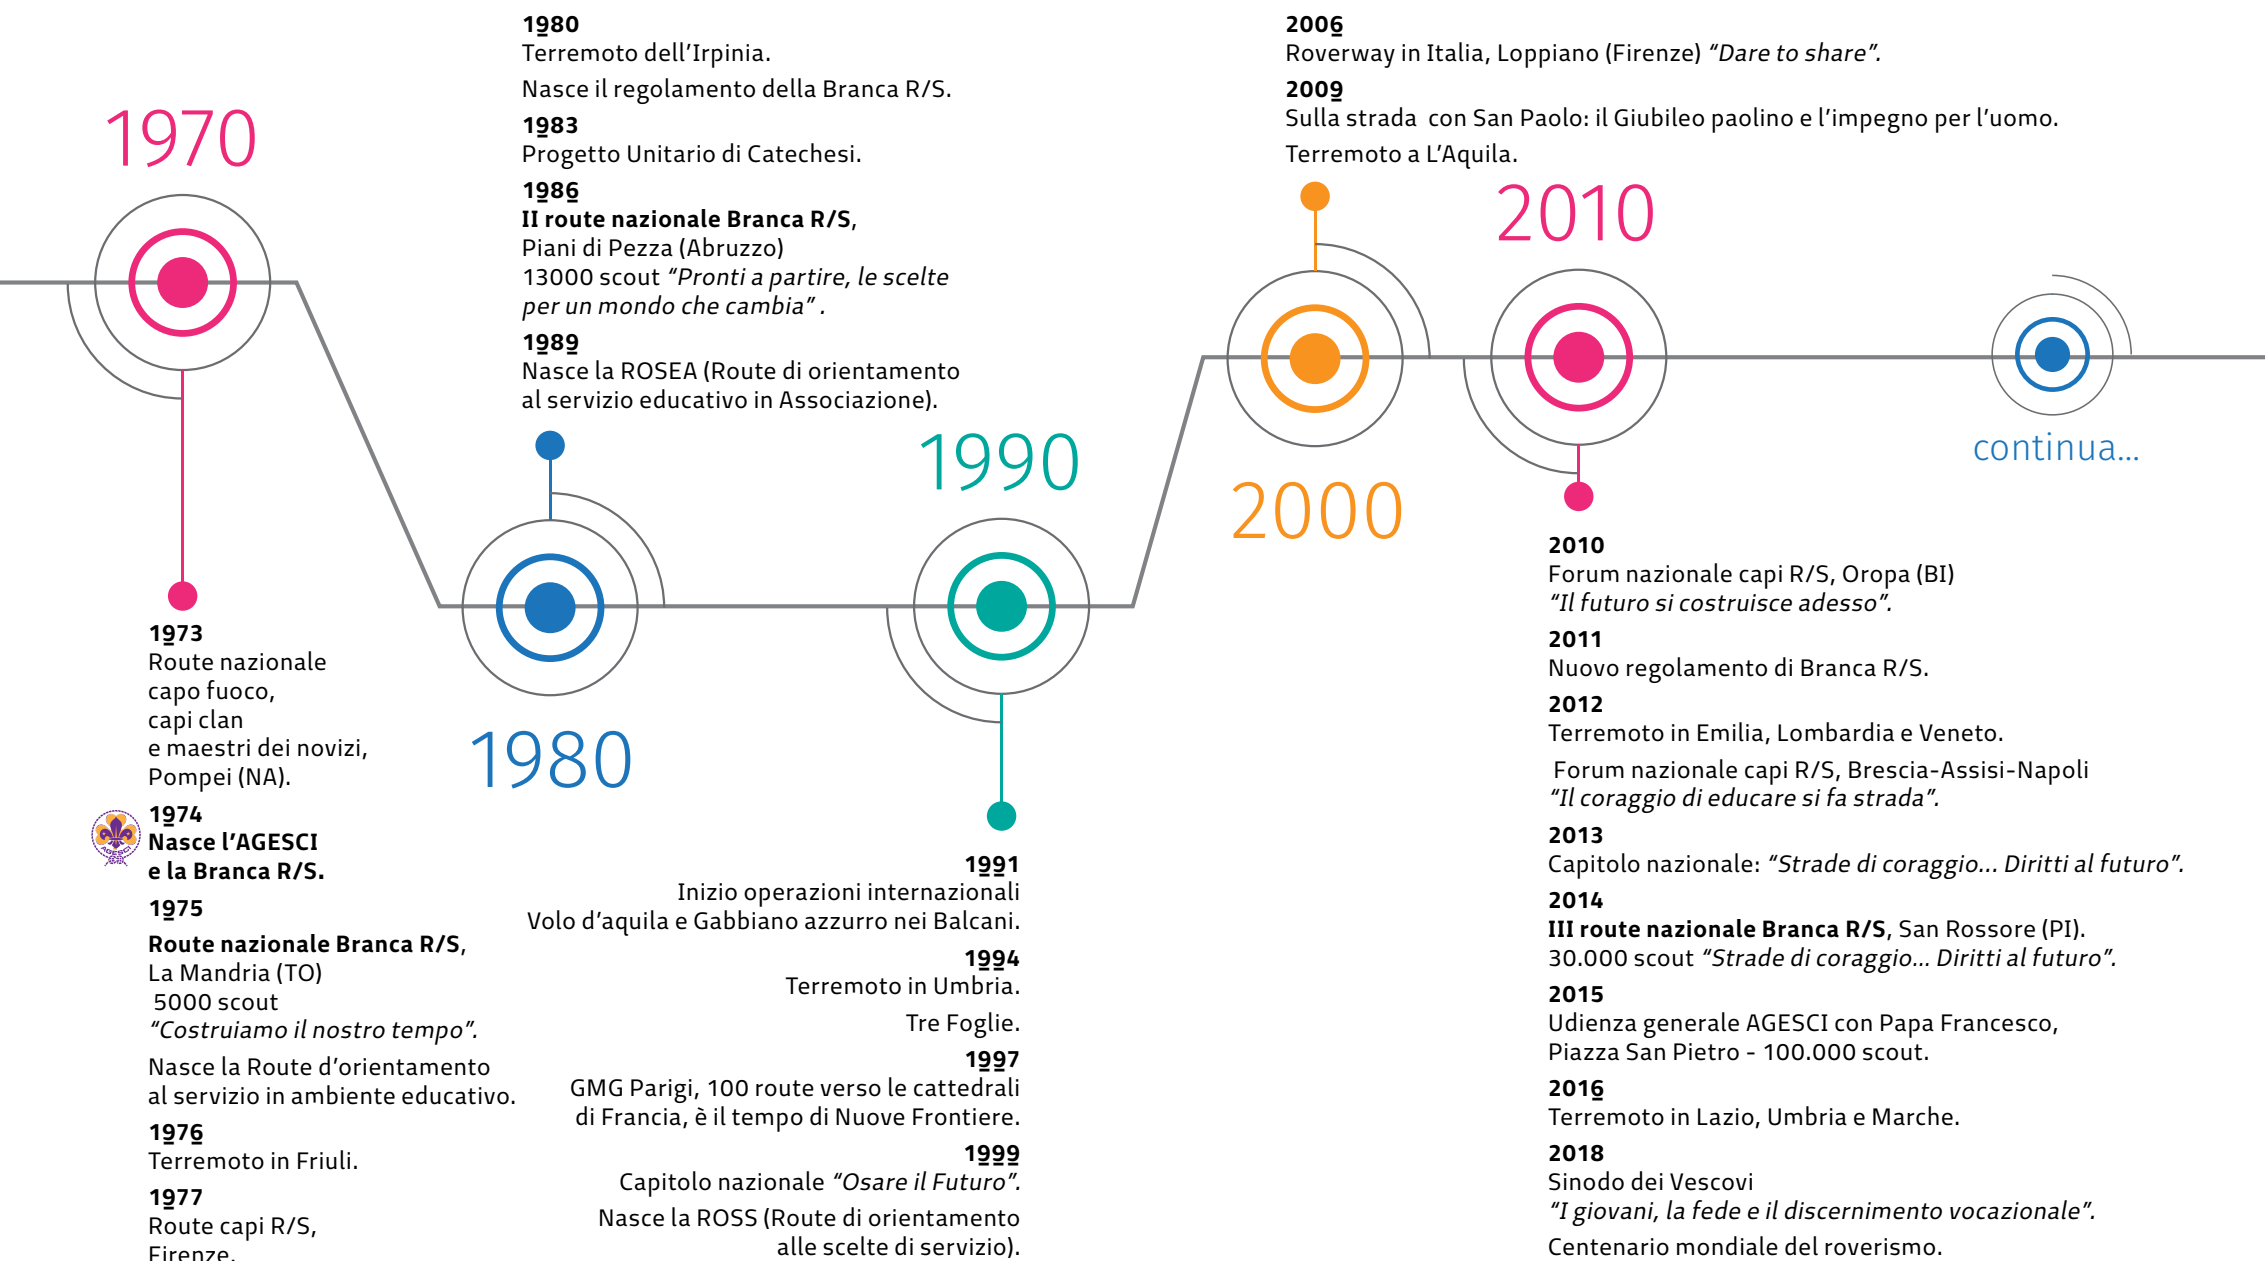 1970
1973
Route nazionale
capo fuoco,
capi clan
e maestri dei novizi,
Pompei (NA).
1974
Nasce l'AGESCI
e la Branca R/S.
AGESCI
1975
Route nazionale Branca R/S,
La Mandria (TO)
5000 scout
"Costruiamo il nostro tempo".
Nasce la Route d'orientamento
al servizio in ambiente educativo.
1976
Terremoto in Friuli.
1977
Route capi R/S,
Firenze.
1980
Terremoto dell'Irpinia.
Nasce il regolamento della Branca R/S.
1983
Progetto Unitario di Catechesi.
1986
II route nazionale Branca R/S,
Piani di Pezza (Abruzzo)
13000 scout "Pronti a partire, le scelte
per un mondo che cambia" .
1989
Nasce la ROSEA (Route di orientamento
al servizio educativo in Associazione).
1980
1990
1991
Inizio operazioni internazionali
Volo d'aquila e Gabbiano azzurro nei Balcani.
1994
Terremoto in Umbria.
Tre Foglie.
1997
GMG Parigi, 100 route verso le cattedrali
di Francia, è il tempo di Nuove Frontiere.
1999
Capitolo nazionale "Osare il Futuro".
Nasce la ROSS (Route di orientamento
alle scelte di servizio).
2006
Roverway in Italia, Loppiano (Firenze) "Dare to share".
2009
Sulla strada con San Paolo: il Giubileo paolino e l'impegno per l'uomo.
Terremoto a L'Aquila.
2000
2010
2010
Forum nazionale capi R/S, Oropa (BI)
"Il futuro si costruisce adesso".
2011
Nuovo regolamento di Branca R/S.
2012
Terremoto in Emilia, Lombardia e Veneto.
Forum nazionale capi R/S, Brescia-Assisi-Napoli
"Il coraggio di educare si fa strada".
2013
Capitolo nazionale: "Strade di coraggio... Diritti al futuro".
2014
III route nazionale Branca R/S, San Rossore (PI).
30.000 scout "Strade di coraggio... Diritti al futuro".
2015
Udienza generale AGESCI con Papa Francesco,
Piazza San Pietro - 100.000 scout.
2016
Terremoto in Lazio, Umbria e Marche.
2018
Sinodo dei Vescovi
"I giovani, la fede e il discernimento vocazionale".
Centenario mondiale del roverismo.
continua...